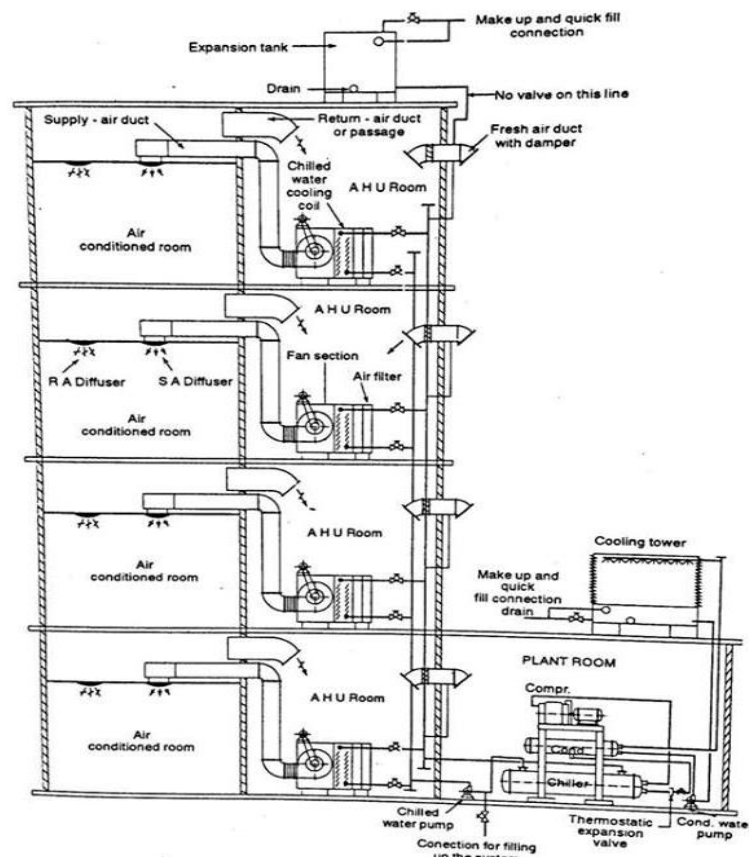 Make up and quick fill
connection
Expansion tank
Drain
No valve on this line
Supply - air duct
Return - air duct
or passage
Fresh air duct
with damper
Chilled
water
cooling
coil
A H U Room
Air
conditioned room
A H U Room
Fan section
Air filter
R A Diffuser
S A Diffuser
Air
conditioned room
A H U Room
Air
conditioned room
Cooling tower
Make up and
quick
fill connection
drain
PLANT ROOM
A H U Room
Compr.
Air
conditioned room
Cond.
Chiller
Chilled
water pump
Thermostatic
expansion
valve
Cond. water
pump
Conection for filling
up the system